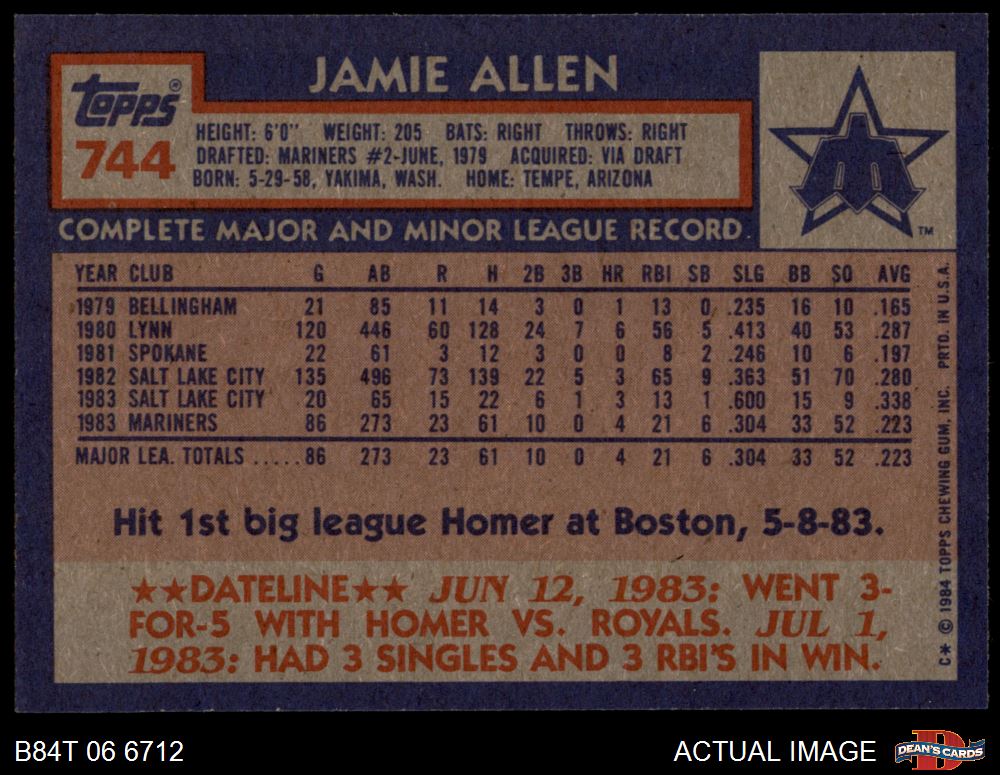 JAMIE ALLEN
Topps®
744
HEIGHT: 6'0" WEIGHT: 205 BATS: RIGHT THROWS: RIGHT
DRAFTED: MARINERS #2-JUNE, 1979 ACQUIRED: VIA DRAFT
BORN: 5-29-58, YAKIMA, WASH. HOME: TEMPE, ARIZONA
TM
COMPLETE MAJOR AND MINOR LEAGUE RECORD.
YEAR CLUB G AB R H 2B 3B HR RBI SB SLG BB SO AVG
1979 BELLINGHAM 21 85 11 14 3 0 1 13 0 .235 16 10 .165
1980 LYNN 120 446 60 128 24 7 6 56 5 .413 40 53 .287
1981 SPOKANE 22 61 3 12 3 0 0 8 2 .246 10 6 .197
1982 SALT LAKE CITY 135 496 73 139 22 5 3 65 9 .363 51 70 .280
1983 SALT LAKE CITY 20 65 15 22 6 1 3 13 1 .600 15 9 .338
1983 MARINERS 86 273 23 61 10 0 4 21 6 .304 33 52 .223
MAJOR LEA. TOTALS .....86 273 23 61 10 0 4 21 6 .304 33 52 .223
Hit 1st big league Homer at Boston, 5-8-83.
★★DATELINE★★ JUN 12, 1983: WENT 3-
FOR-5 WITH HOMER VS. ROYALS. JUL 1,
1983: HAD 3 SINGLES AND 3 RBI'S IN WIN.
C* © 1984 TOPPS CHEWING GUM, INC. PRTD. IN U.S.A.
B84T 06 6712
ACTUAL IMAGE
DEAN'S CARDS